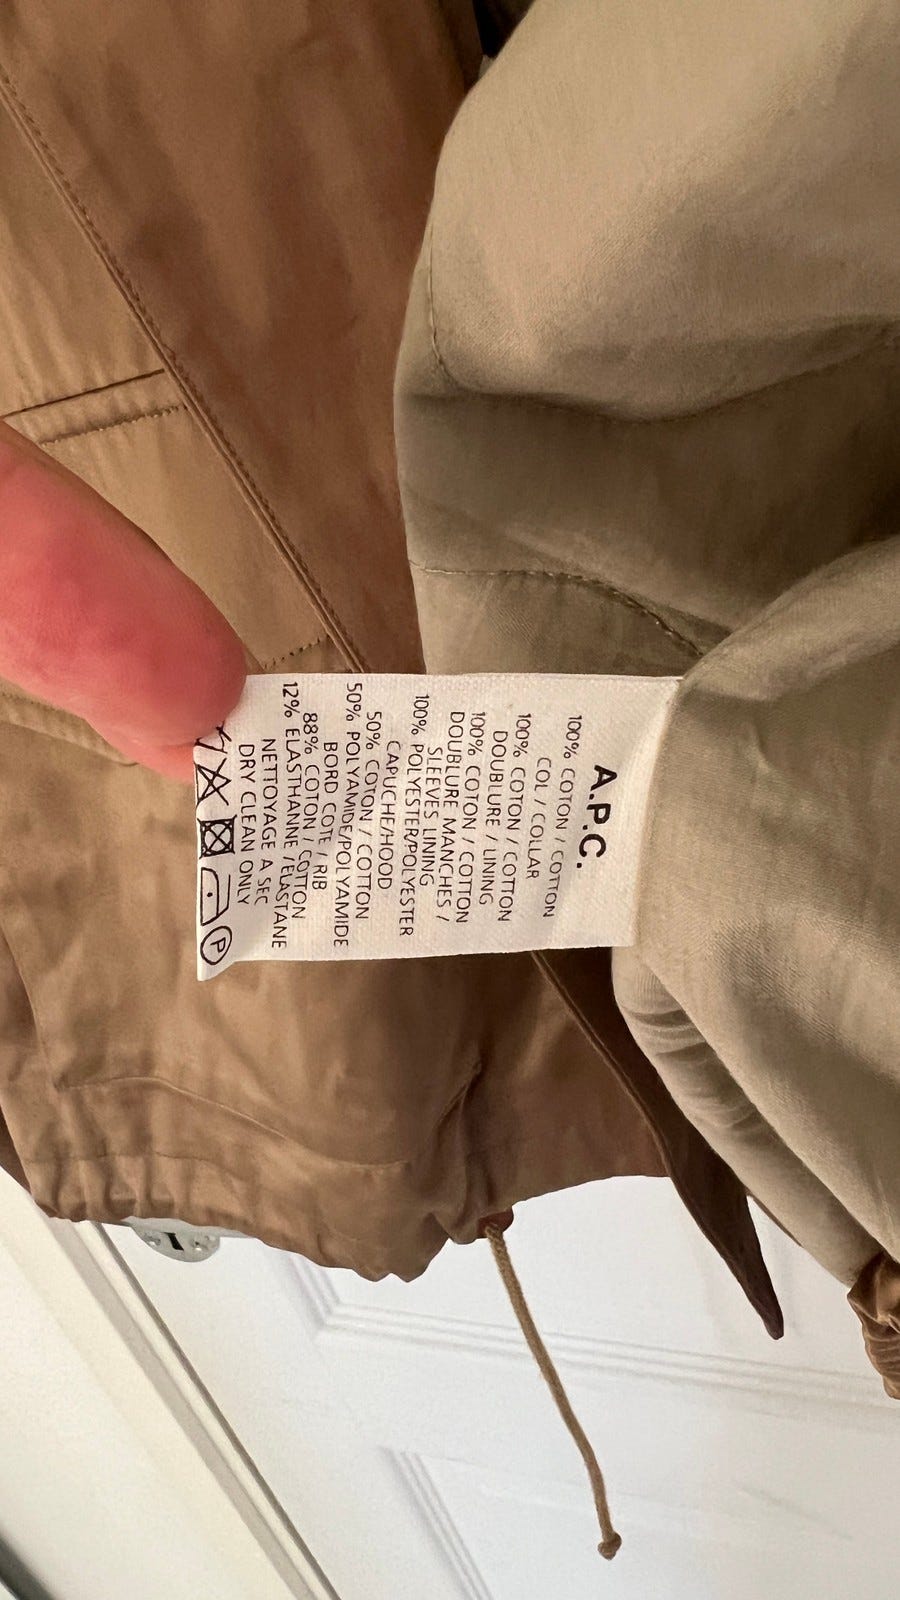 A.P.C.
100% COTON / COTTON
COL / COLLAR
100% COTON / COTTON
DOUBLURE / LINING
100% COTON / COTTON
DOUBLURE MANCHES /
SLEEVES LINING
100% POLYESTER/POLYESTER
CAPUCHE/HOOD
50% COTON / COTTON
50% POLYAMIDE/POLYAMIDE
BORD COTE / RIB
88% COTON / COTTON
12% ELASTHANNE /ELASTANE
NETTOYAGE A SEC
DRY CLEAN ONLY
P